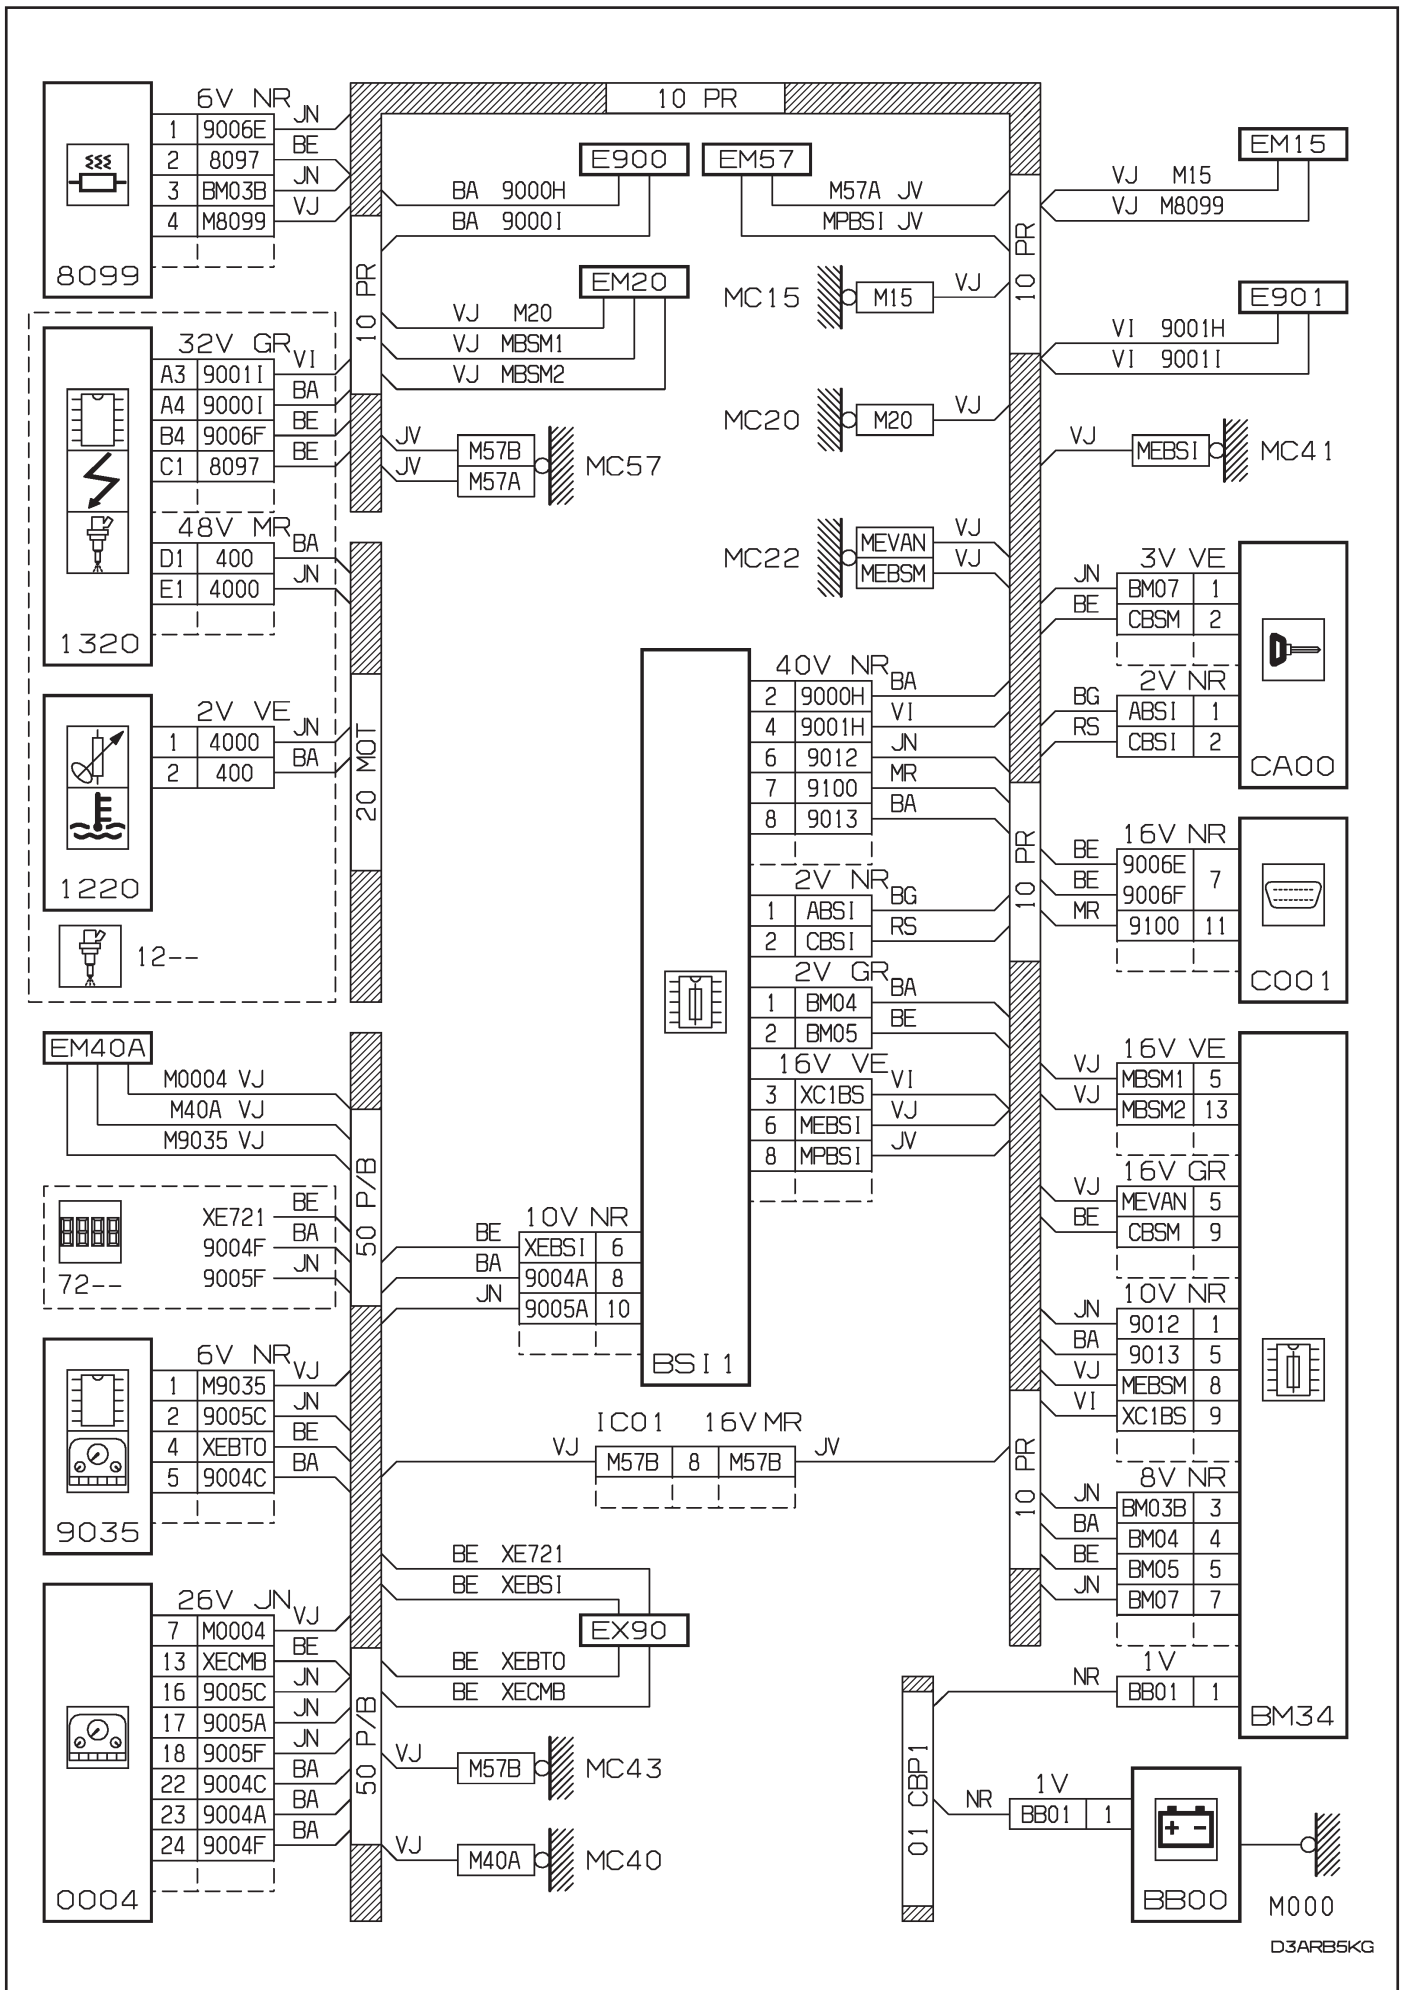 10 PR
6V NR
1 9006E JN
2 8097 BE
3 BM03B JN
4 M8099 VJ
8099
32V GR
A3 9001I VI
A4 9000I BA
B4 9006F BE
C1 8097 BE
48V MR
D1 400 BA
E1 4000 JN
1320
2V VE
1 4000 JN
2 400 BA
1220
12--
10 PR
20 MOT
E900
BA 9000H
BA 9000I
EM20
VJ M20
VJ MBSM1
VJ MBSM2
JV M57B
JV M57A
MC57
EM57
M57A JV
MPBSI JV
MC15 M15 VJ
MC20 M20 VJ
MC22
MEVAN VJ
MEBSM VJ
10 PR
EM15
VJ M15
VJ M8099
E901
VI 9001H
VI 9001I
VJ MEBSI MC41
3V VE
JN BM07 1
BE CBSM 2
2V NR
BG ABSI 1
RS CBSI 2
CA00
40V NR
2 9000H BA
4 9001H VI
6 9012 JN
7 9100 MR
8 9013 BA
2V NR
1 ABSI BG
2 CBSI RS
2V GR
1 BM04 BA
2 BM05 BE
16V VE
3 XC1BS VI
6 MEBSI VJ
8 MPBSI JV
10V NR
BE XEBSI 6
BA 9004A 8
JN 9005A 10
BSI1
10 PR
16V NR
BE 9006E
7
BE 9006F
MR 9100 11
C001
EM40A
M0004 VJ
M40A VJ
M9035 VJ
XE721 BE
9004F BA
9005F JN
72--
50 P/B
6V NR
1 M9035 VJ
2 9005C JN
4 XEBTO BE
5 9004C BA
9035
26V JN
7 M0004 VJ
13 XECMB BE
16 9005C JN
17 9005A JN
18 9005F JN
22 9004C BA
23 9004A BA
24 9004F BA
0004
50 P/B
IC01 16V MR
VJ M57B 8 M57B JV
BE XE721
BE XEBSI
EX90
BE XEBTO
BE XECMB
VJ M57B MC43
VJ M40A MC40
16V VE
VJ MBSM1 5
VJ MBSM2 13
16V GR
VJ MEVAN 5
BE CBSM 9
10V NR
JN 9012 1
BA 9013 5
VJ MEBSM 8
VI XC1BS 9
10 PR
8V NR
JN BM03B 3
BA BM04 4
BE BM05 5
JN BM07 7
1V
NR BB01 1
BM34
01 CBP1
1V
NR BB01 1
+ -
BB00
M000
D3ARB5KG